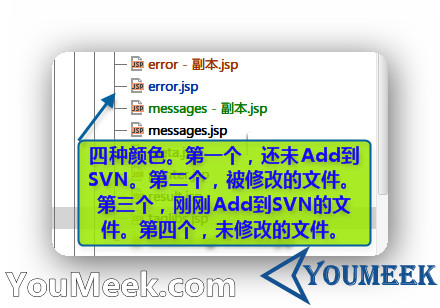 error - 副本.jsp
error.jsp
messages - 副本.jsp
messages.jsp
四种颜色。第一个，还未Add到
SVN。第二个，被修改的文件。
第三个，刚刚Add到SVN的文
件。第四个，未修改的文件。
YouMeek.com
YOUMEEK